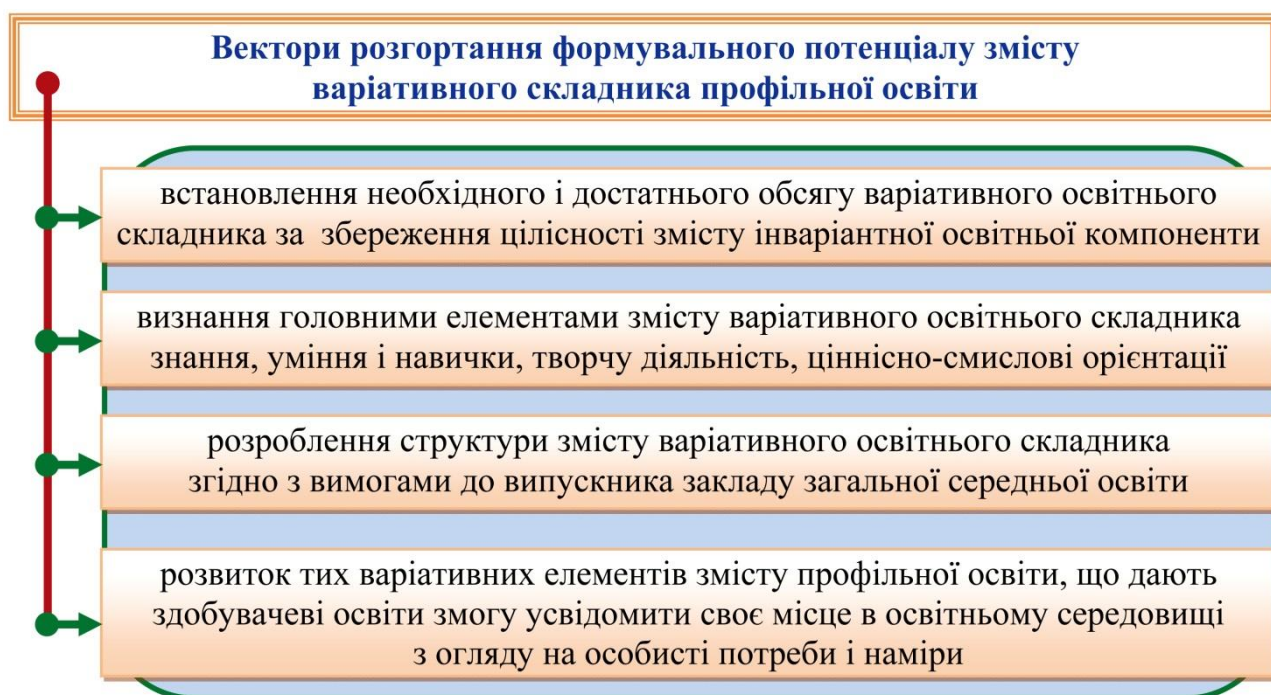 Вектори розгортання формувального потенціалу змісту
варіативного складника профільної освіти
встановлення необхідного і достатнього обсягу варіативного освітнього
складника за збереження цілісності змісту інваріантної освітньої компоненти
визнання головними елементами змісту варіативного освітнього складника
знання, уміння і навички, творчу діяльність, ціннісно-смислові орієнтації
розроблення структури змісту варіативного освітнього складника
згідно з вимогами до випускника закладу загальної середньої освіти
розвиток тих варіативних елементів змісту профільної освіти, що дають
здобувачеві освіти змогу усвідомити своє місце в освітньому середовищі
з огляду на особисті потреби і наміри